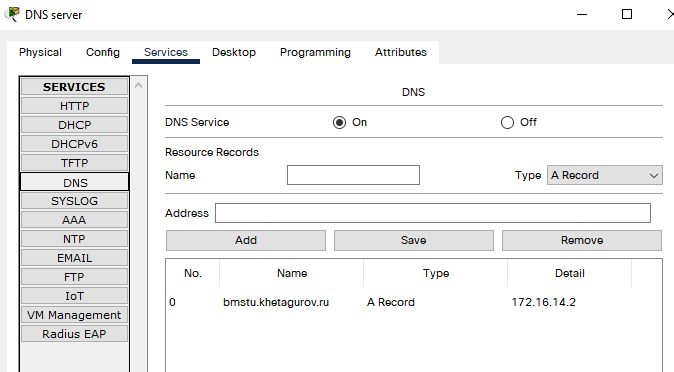 DNS server
Physical Config Services Desktop Programming Attributes
SERVICES
HTTP
DHCP
DHCPv6
TFTP
DNS
SYSLOG
AAA
NTP
EMAIL
FTP
IoT
VM Management
Radius EAP
DNS
DNS Service On Off
Resource Records
Name Type A Record
Address
Add Save Remove
No. Name Type Detail
0 bmstu.khetagurov.ru A Record 172.16.14.2